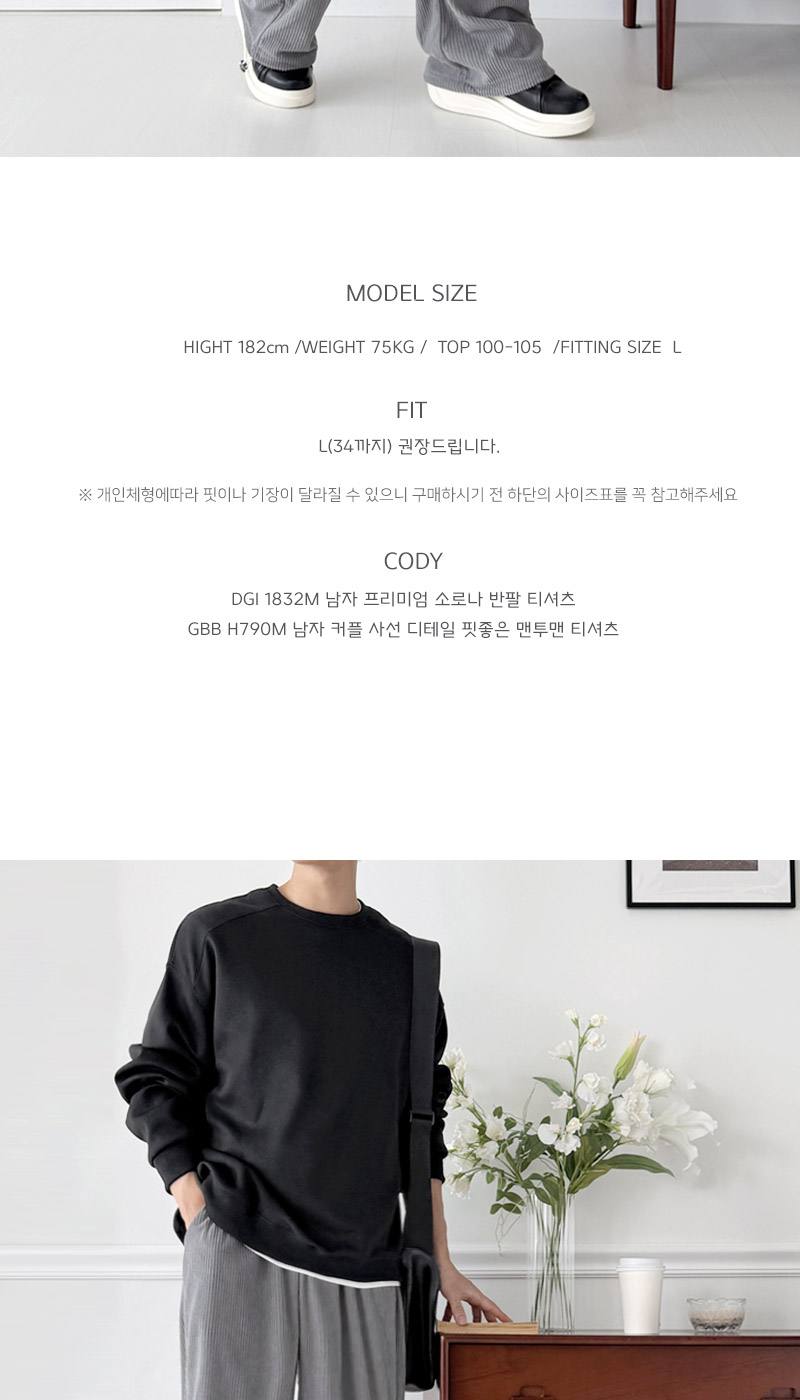 MODEL SIZE
HIGHT 182cm /WEIGHT 75KG / TOP 100-105 /FITTING SIZE L
FIT
L(34까지) 권장드립니다.
※ 개인체형에따라 핏이나 기장이 달라질 수 있으니 구매하시기 전 하단의 사이즈표를 꼭 참고해주세요
CODY
DGI 1832M 남자 프리미엄 소로나 반팔 티셔츠
GBB H790M 남자 커플 사선 디테일 핏좋은 맨투맨 티셔츠